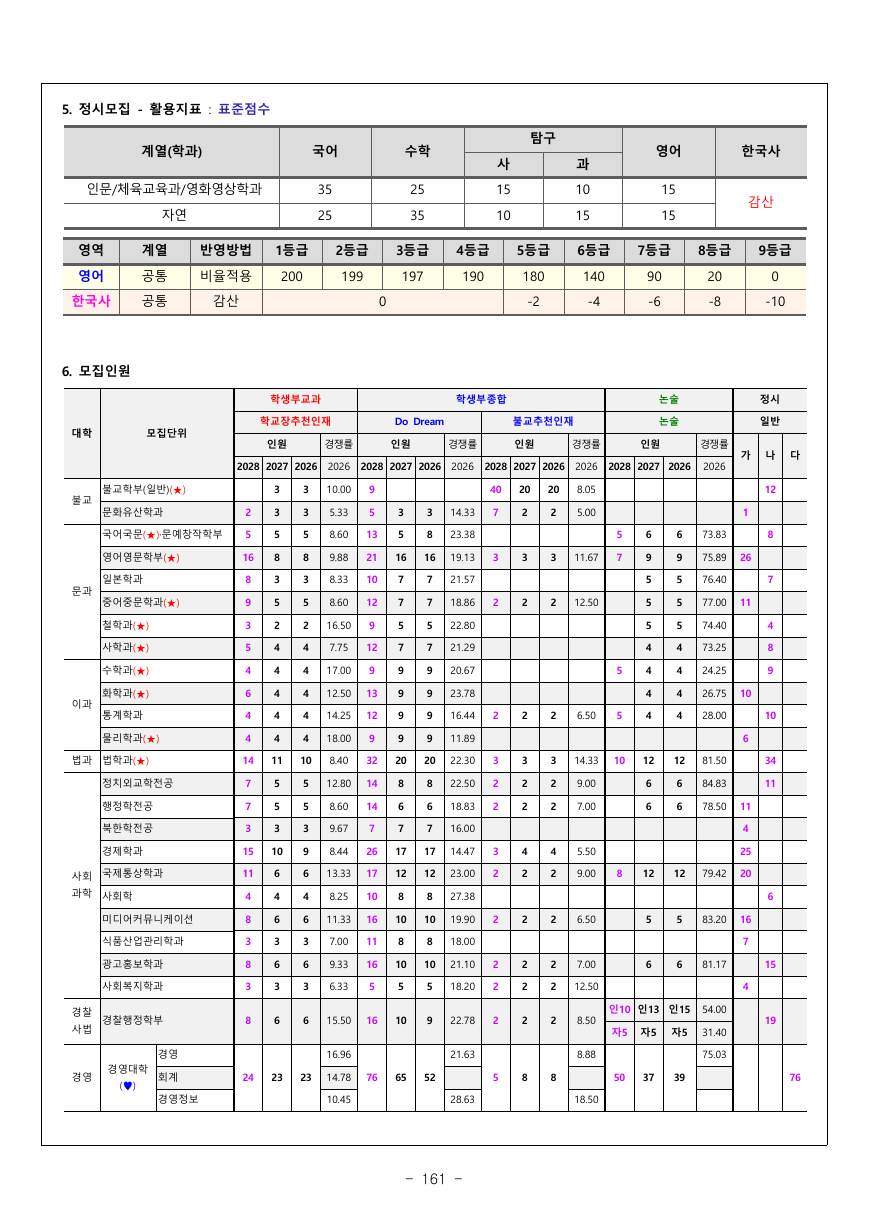 5. 정시모집 - 활용지표 : 표준점수
계열(학과) 국어 수학 탐구 영어 한국사
사 과
인문/체육교육과/영화영상학과 35 25 15 10 15 감산
자연 25 35 10 15 15
영역 계열 반영방법 1등급 2등급 3등급 4등급 5등급 6등급 7등급 8등급 9등급
영어 공통 비율적용 200 199 197 190 180 140 90 20 0
한국사 공통 감산 0 -2 -4 -6 -8 -10
6. 모집인원
대학 모집단위 학생부교과 학생부종합 논술 정시
학교장추천인재 Do Dream 불교추천인재 논술 일반
인원 경쟁률 인원 경쟁률 인원 경쟁률 인원 경쟁률 가 나 다
2028 2027 2026 2026 2028 2027 2026 2026 2028 2027 2026 2026 2028 2027 2026 2026
불교 불교학부(일반)(★) 3 3 10.00 9 40 20 20 8.05 12
문화유산학과 2 3 3 5.33 5 3 3 14.33 7 2 2 5.00 1
문과 국어국문(★)·문예창작학부 5 5 5 8.60 13 5 8 23.38 5 6 6 73.83 8
영어영문학부(★) 16 8 8 9.88 21 16 16 19.13 3 3 3 11.67 7 9 9 75.89 26
일본학과 8 3 3 8.33 10 7 7 21.57 5 5 76.40 7
중어중문학과(★) 9 5 5 8.60 12 7 7 18.86 2 2 2 12.50 5 5 77.00 11
철학과(★) 3 2 2 16.50 9 5 5 22.80 5 5 74.40 4
사학과(★) 5 4 4 7.75 12 7 7 21.29 4 4 73.25 8
이과 수학과(★) 4 4 4 17.00 9 9 9 20.67 5 4 4 24.25 9
화학과(★) 6 4 4 12.50 13 9 9 23.78 4 4 26.75 10
통계학과 4 4 4 14.25 12 9 9 16.44 2 2 2 6.50 5 4 4 28.00 10
물리학과(★) 4 4 4 18.00 9 9 9 11.89 6
법과 법학과(★) 14 11 10 8.40 32 20 20 22.30 3 3 3 14.33 10 12 12 81.50 34
사회과학 정치외교학전공 7 5 5 12.80 14 8 8 22.50 2 2 2 9.00 6 6 84.83 11
행정학전공 7 5 5 8.60 14 6 6 18.83 2 2 2 7.00 6 6 78.50 11
북한학전공 3 3 3 9.67 7 7 7 16.00 4
경제학과 15 10 9 8.44 26 17 17 14.47 3 4 4 5.50 25
국제통상학과 11 6 6 13.33 17 12 12 23.00 2 2 2 9.00 8 12 12 79.42 20
사회학 4 4 4 8.25 10 8 8 27.38 6
미디어커뮤니케이션 8 6 6 11.33 16 10 10 19.90 2 2 2 6.50 5 5 83.20 16
식품산업관리학과 3 3 3 7.00 11 8 8 18.00 7
광고홍보학과 8 6 6 9.33 16 10 10 21.10 2 2 2 7.00 6 6 81.17 15
사회복지학과 3 3 3 6.33 5 5 5 18.20 2 2 2 12.50 4
경찰사법 경찰행정학부 8 6 6 15.50 16 10 9 22.78 2 2 2 8.50 인10 인13 인15 54.00 19
자5 자5 자5 31.40
경영 경영대학(♥) 경영 16.96 21.63 8.88 75.03
회계 24 23 23 14.78 76 65 52 5 8 8 50 37 39 76
경영정보 10.45 28.63 18.50
- 161 -